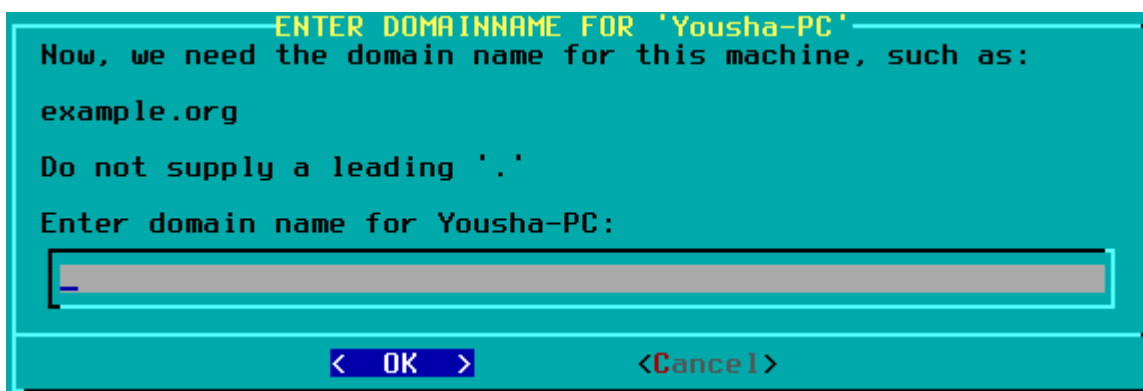 ENTER DOMAINNAME FOR 'Yousha-PC'
Now, we need the domain name for this machine, such as:
example.org
Do not supply a leading '.'
Enter domain name for Yousha-PC:
< OK > <Cancel>